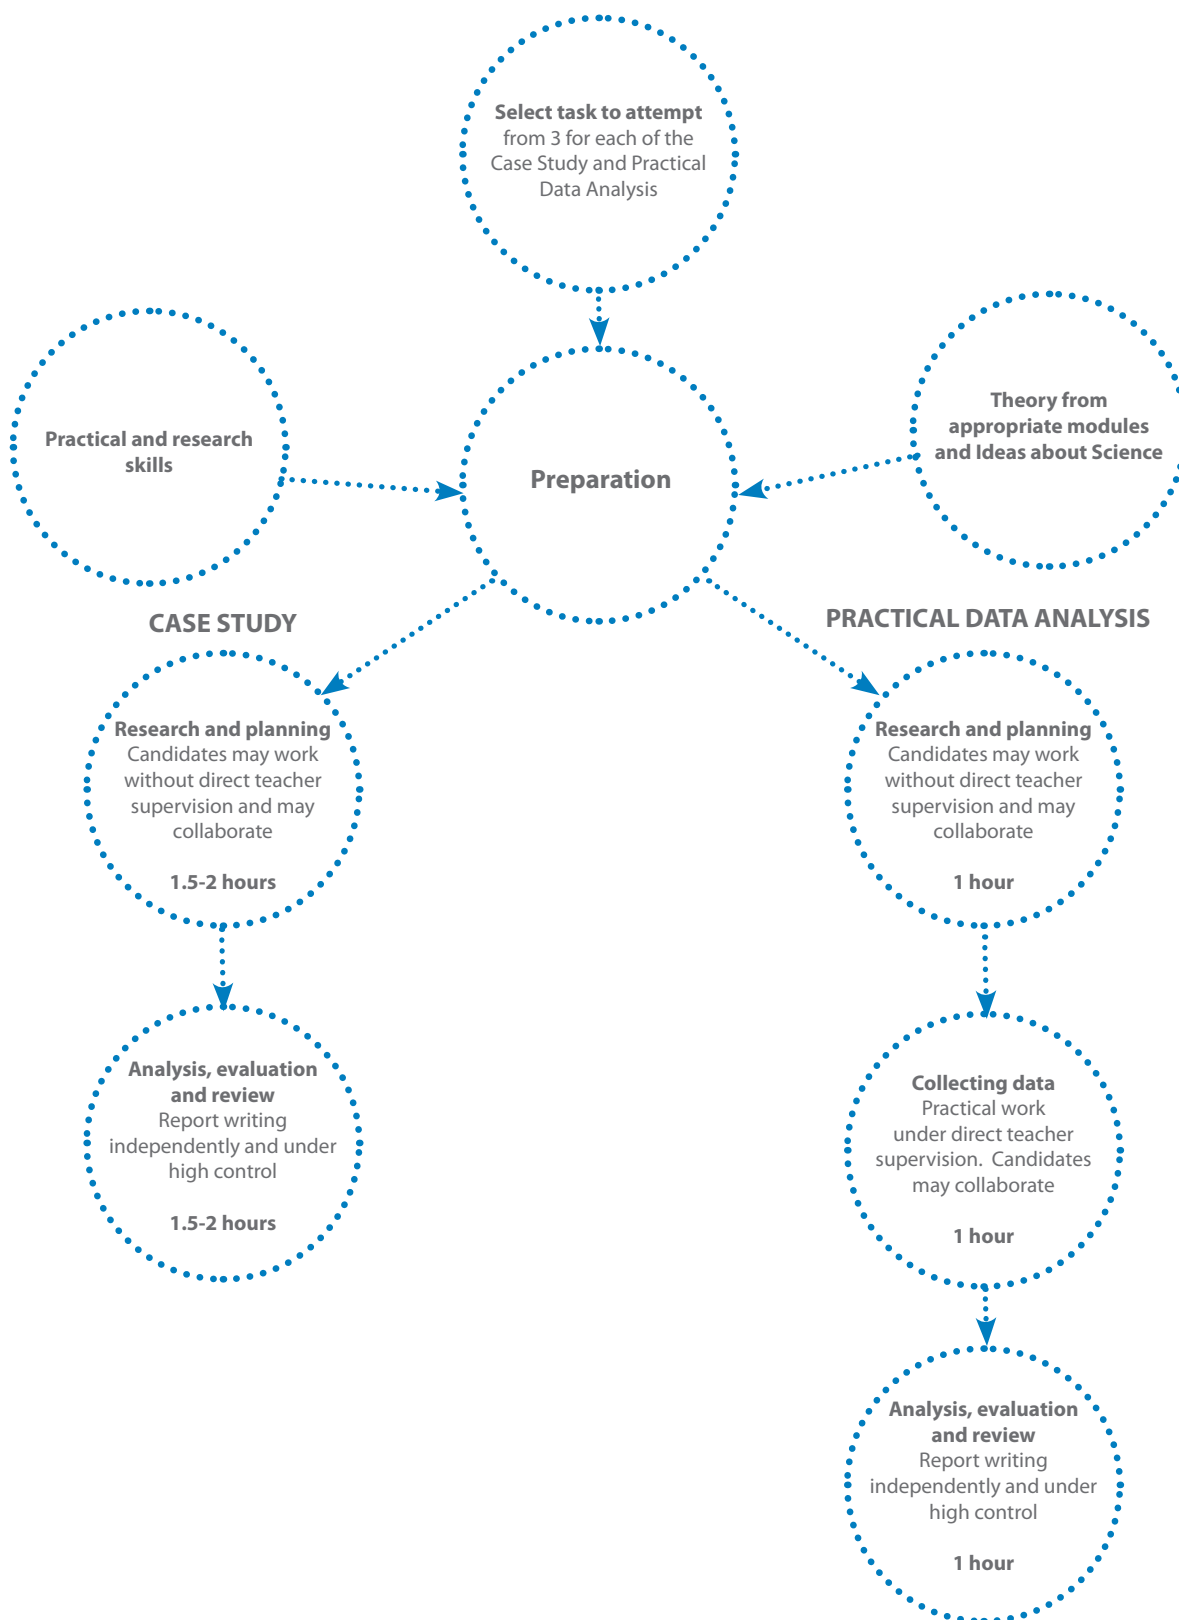 Select task to attempt
from 3 for each of the
Case Study and Practical
Data Analysis
Practical and research
skills
Preparation
Theory from
appropriate modules
and Ideas about Science
CASE STUDY
Research and planning
Candidates may work
without direct teacher
supervision and may
collaborate
1.5-2 hours
Analysis, evaluation
and review
Report writing
independently and under
high control
1.5-2 hours
PRACTICAL DATA ANALYSIS
Research and planning
Candidates may work
without direct teacher
supervision and may
collaborate
1 hour
Collecting data
Practical work
under direct teacher
supervision. Candidates
may collaborate
1 hour
Analysis, evaluation
and review
Report writing
independently and under
high control
1 hour